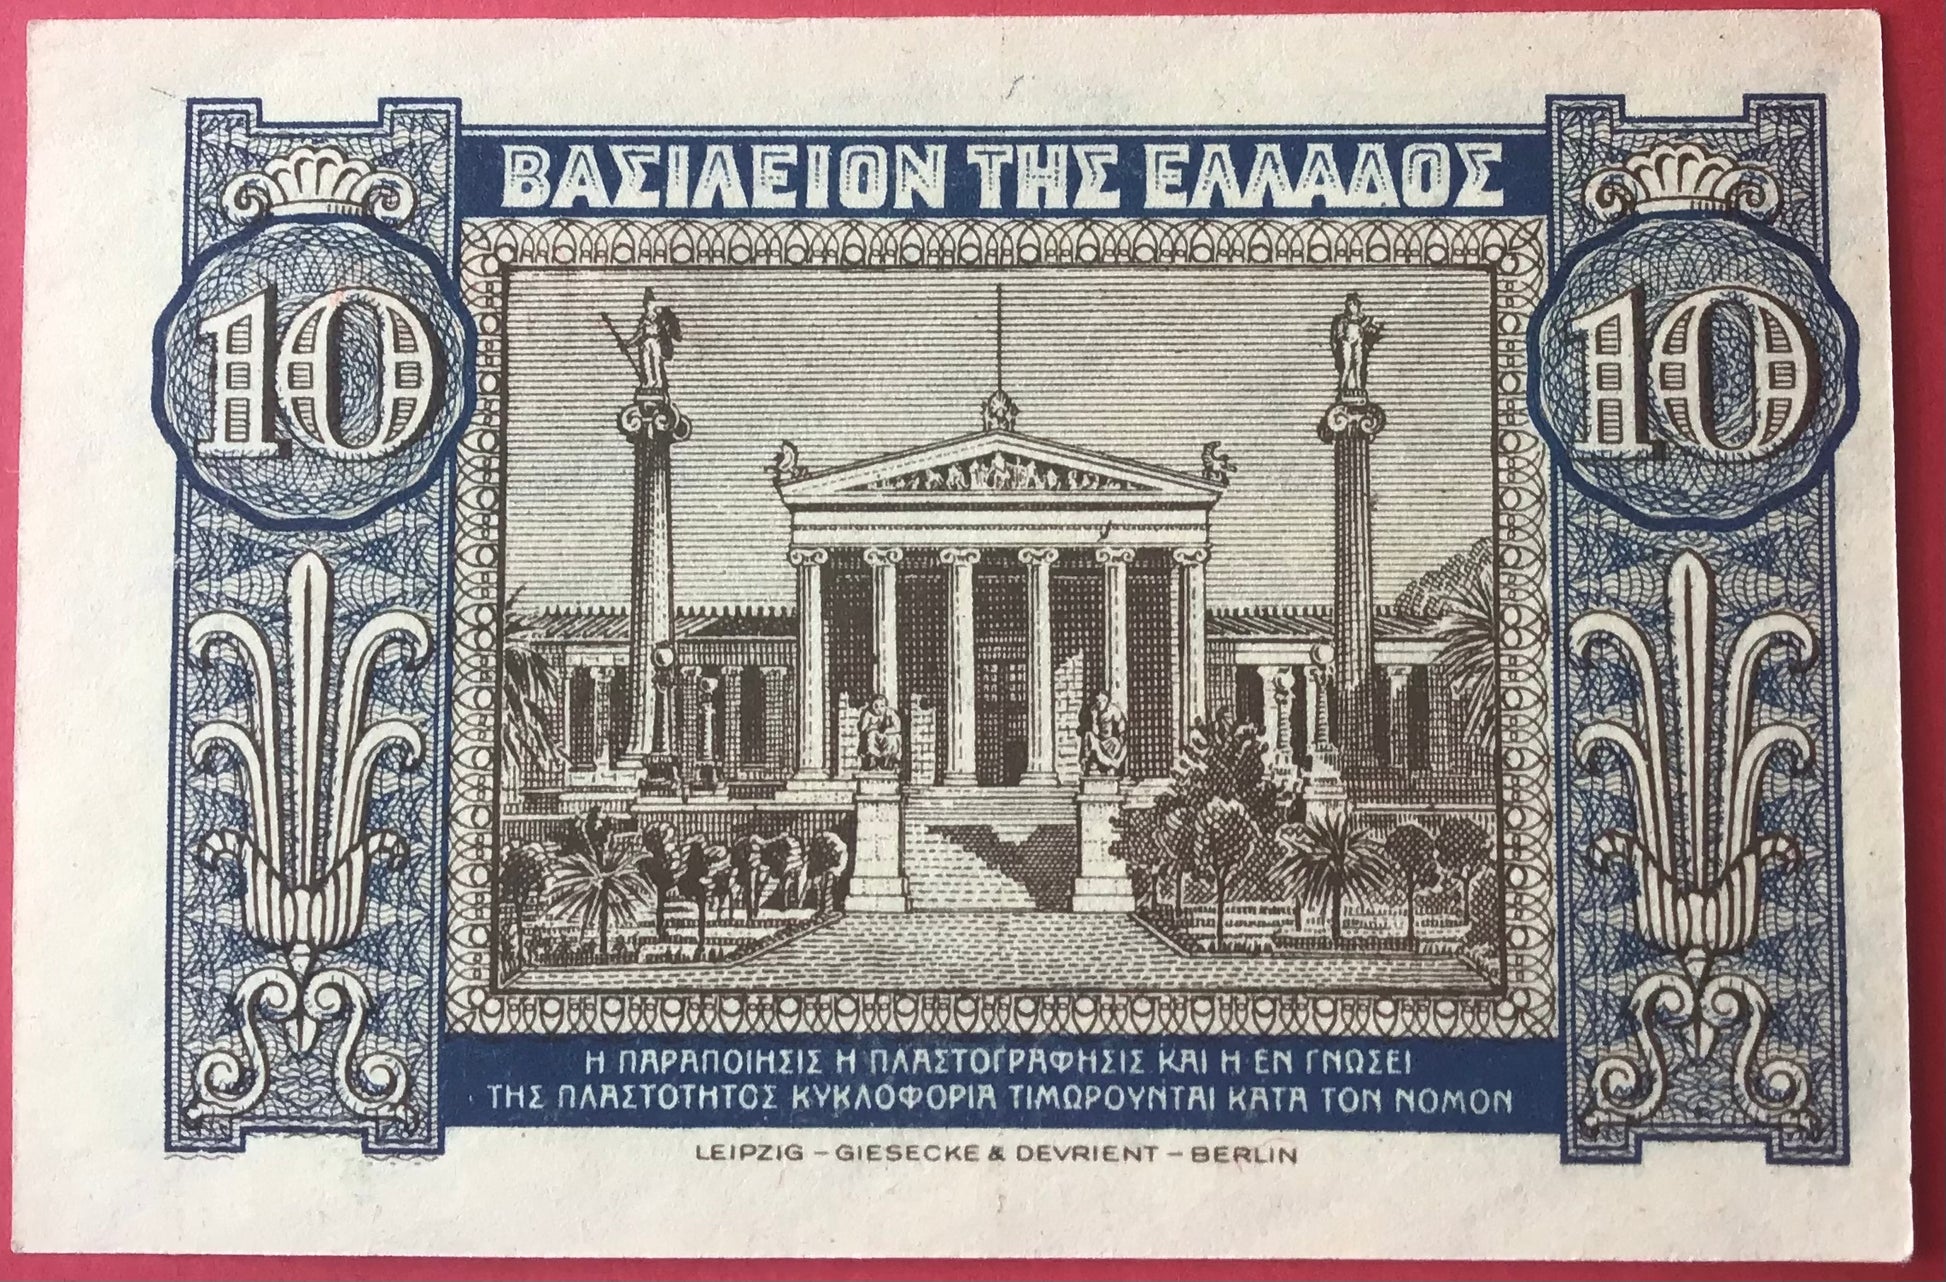 ΒΑΣΙΛΕΙΟΝ ΤΗΣ ΕΛΛΑΔΟΣ
10
10
Η ΠΑΡΑΠΟΙΗΣΙΣ Η ΠΛΑΣΤΟΓΡΑΦΗΣΙΣ ΚΑΙ Η ΕΝ ΓΝΩΣΕΙ
ΤΗΣ ΠΛΑΣΤΟΤΗΤΟΣ ΚΥΚΛΟΦΟΡΙΑ ΤΙΜΩΡΟΥΝΤΑΙ ΚΑΤΑ ΤΟΝ ΝΟΜΟΝ
LEIPZIG – GIESECKE & DEVRIENT – BERLIN